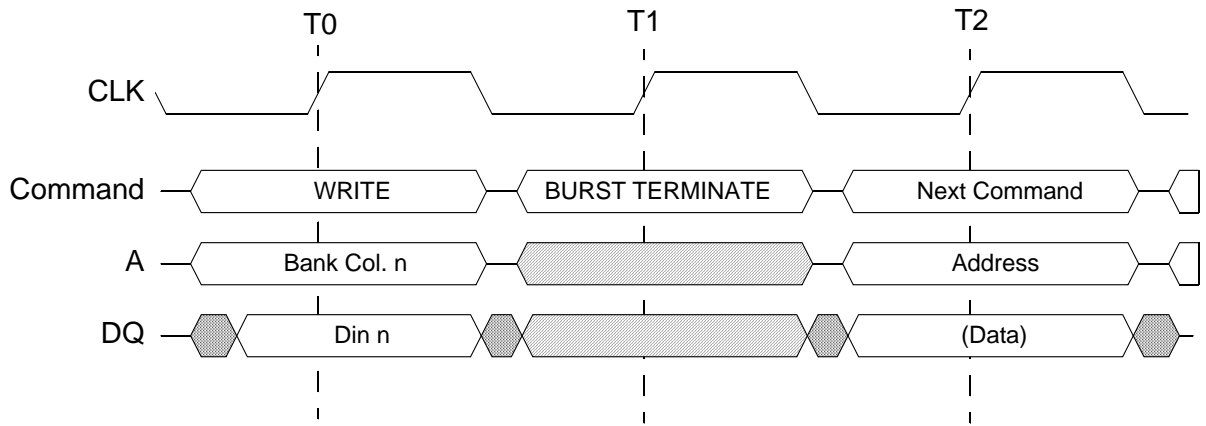 T0 T1 T2
CLK
Command WRITE BURST TERMINATE Next Command
A Bank Col. n Address
DQ Din n (Data)